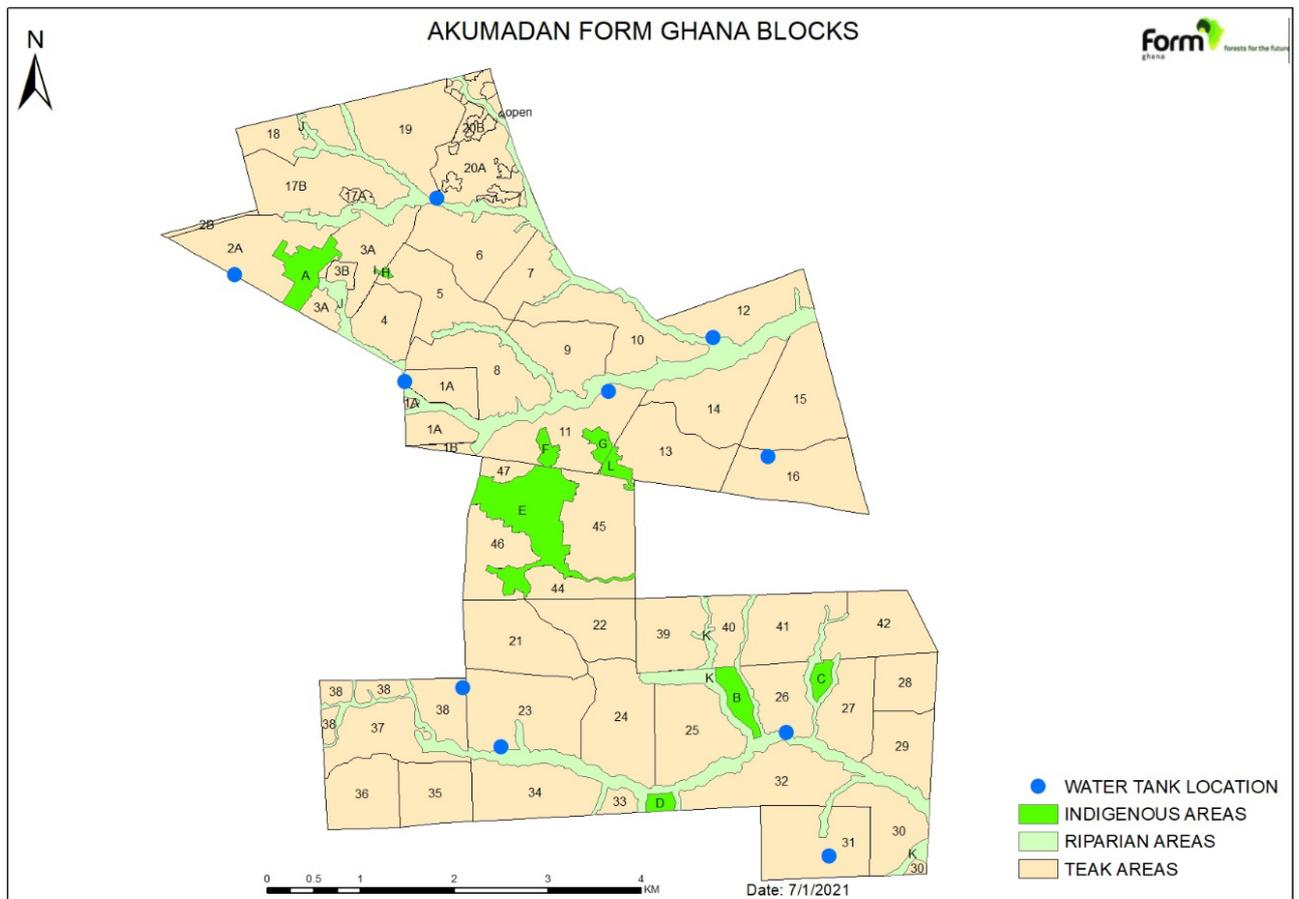 AKUMADAN FORM GHANA BLOCKS
N
Form
ghana
forests for the future
open
18
J
19
20B
20A
17B
17A
2B
2A
A
3A
3B
H
3A
J
6
7
5
4
12
10
9
8
1A
1A
1A
1B
14
15
11
F
G
L
13
16
47
E
45
46
44
21
22
39
K
40
41
42
K
B
26
C
27
28
38
38
38
38
37
23
24
25
29
32
36
35
34
33
D
31
30
K
30
WATER TANK LOCATION
INDIGENOUS AREAS
RIPARIAN AREAS
TEAK AREAS
0 0.5 1 2 3 4
KM
Date: 7/1/2021